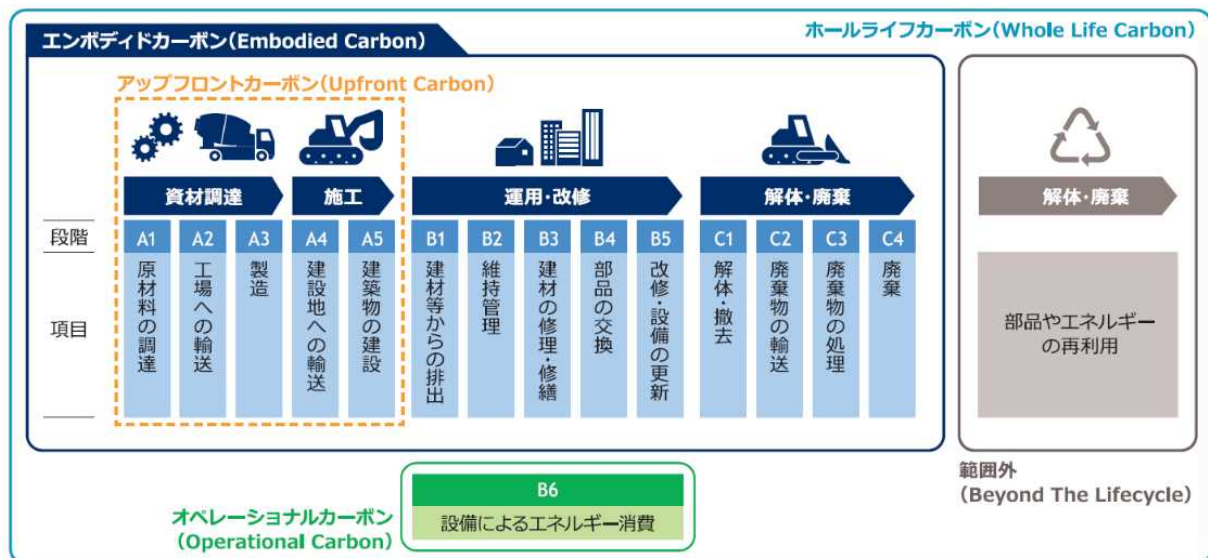 エンボディドカーボン(Embodied Carbon)
ホールライフカーボン(Whole Life Carbon)
アップフロントカーボン(Upfront Carbon)
資材調達
施工
運用・改修
解体・廃棄
解体・廃棄
段階
A1
A2
A3
A4
A5
B1
B2
B3
B4
B5
C1
C2
C3
C4
項目
原材料の調達
工場への輸送
製造
建設地への輸送
建築物の建設
建材等からの排出
維持管理
建材の修理・修繕
部品の交換
改修・設備の更新
解体・撤去
廃棄物の輸送
廃棄物の処理
廃棄
部品やエネルギー
の再利用
範囲外
(Beyond The Lifecycle)
B6
設備によるエネルギー消費
オペレーショナルカーボン
(Operational Carbon)